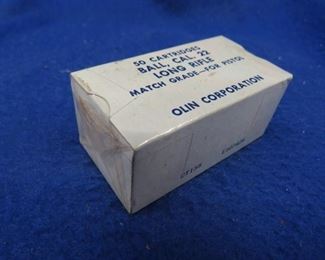 50 CARTRIDGES
BALL, CAL. 22
LONG RIFLE
MATCH GRADE—FOR PISTOL
OLIN CORPORATION